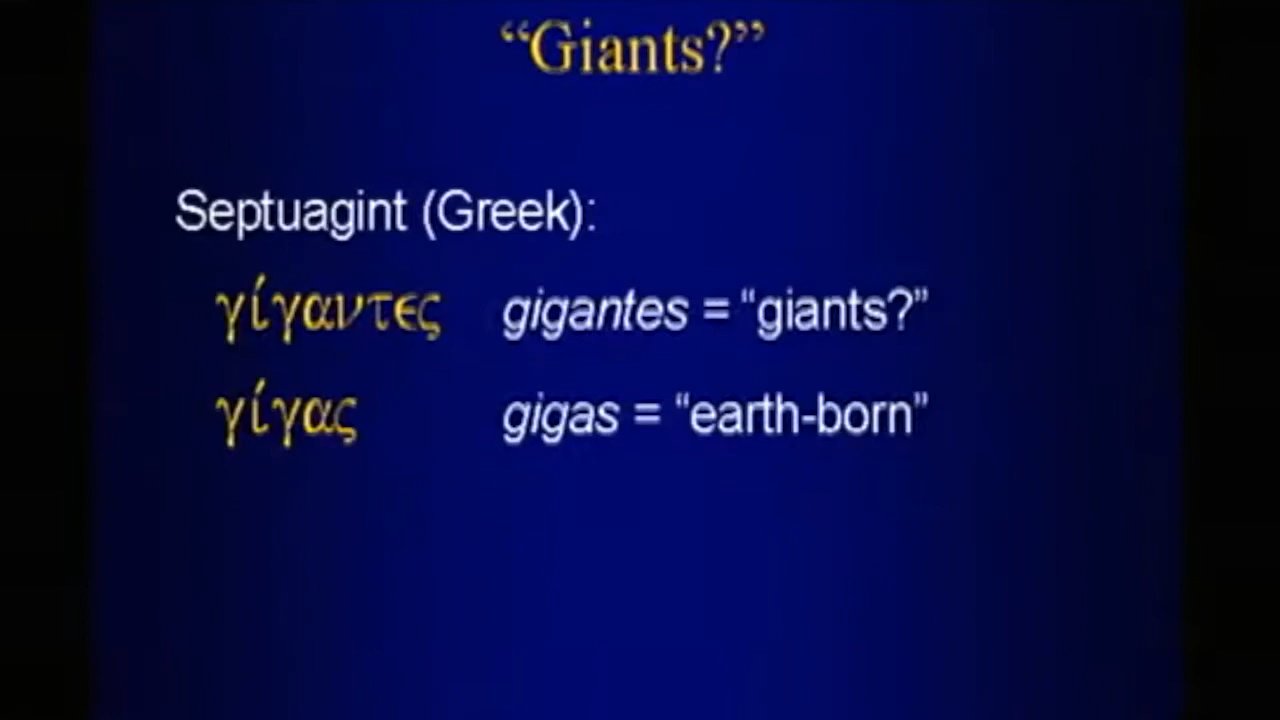 “Giants?”
Septuagint (Greek):
γίγαντες gigantes = “giants?”
γίγας gigas = “earth-born”